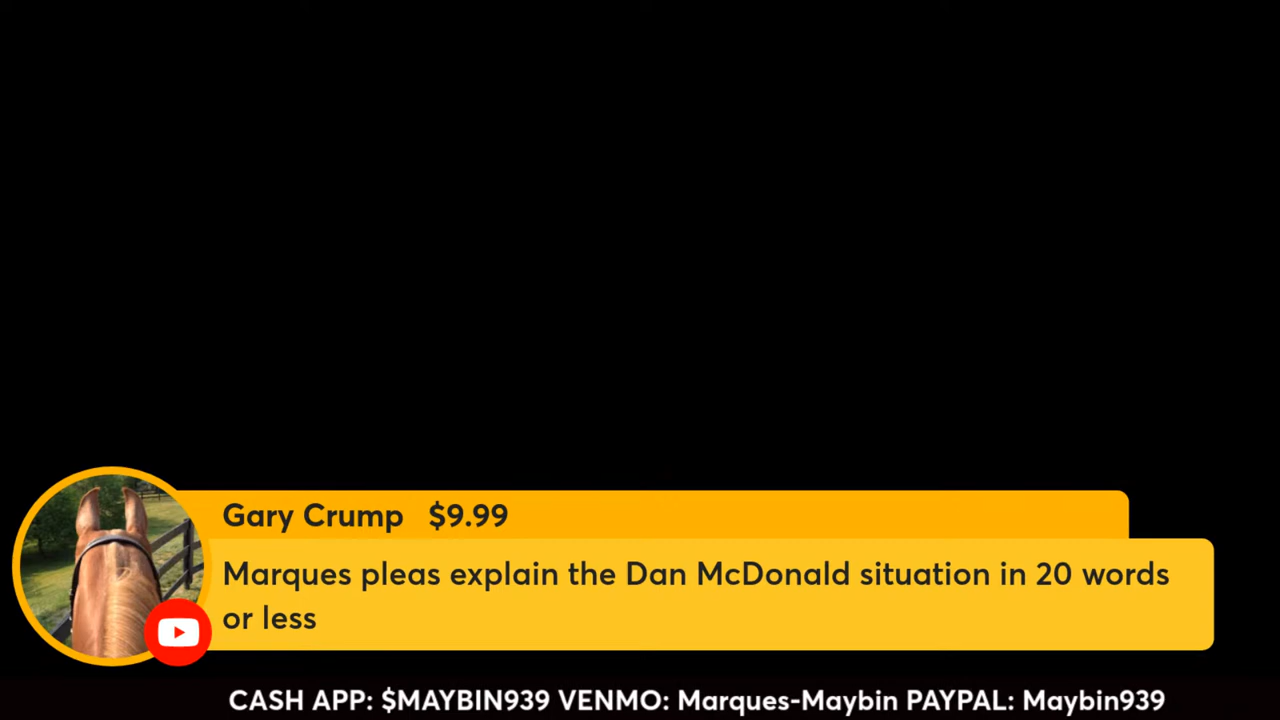 Gary Crump $9.99
Marques pleas explain the Dan McDonald situation in 20 words
or less
CASH APP: $MAYBIN939 VENMO: Marques-Maybin PAYPAL: Maybin939